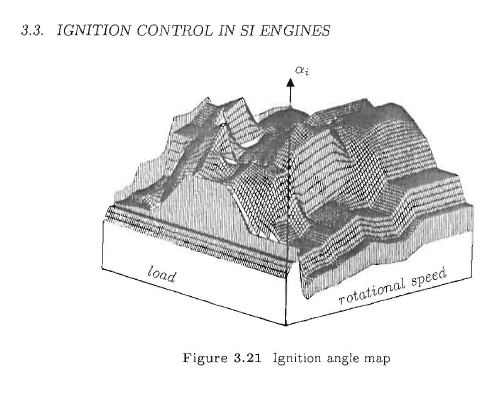 3.3. IGNITION CONTROL IN SI ENGINES
αᵢ
load
rotational speed
Figure 3.21 Ignition angle map